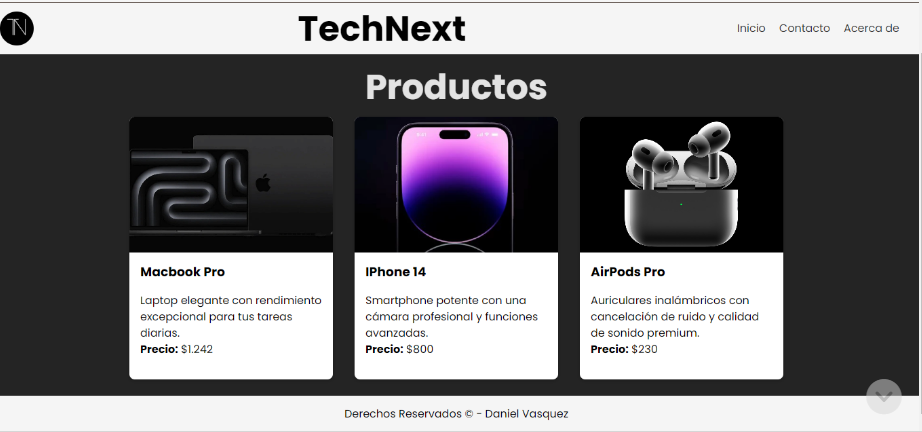 TN
TechNext
Inicio Contacto Acerca de
Productos
Macbook Pro
Laptop elegante con rendimiento
excepcional para tus tareas
diarias.
Precio: $1.242
IPhone 14
Smartphone potente con una
cámara profesional y funciones
avanzadas.
Precio: $800
AirPods Pro
Auriculares inalámbricos con
cancelación de ruido y calidad
de sonido premium.
Precio: $230
Derechos Reservados © - Daniel Vasquez